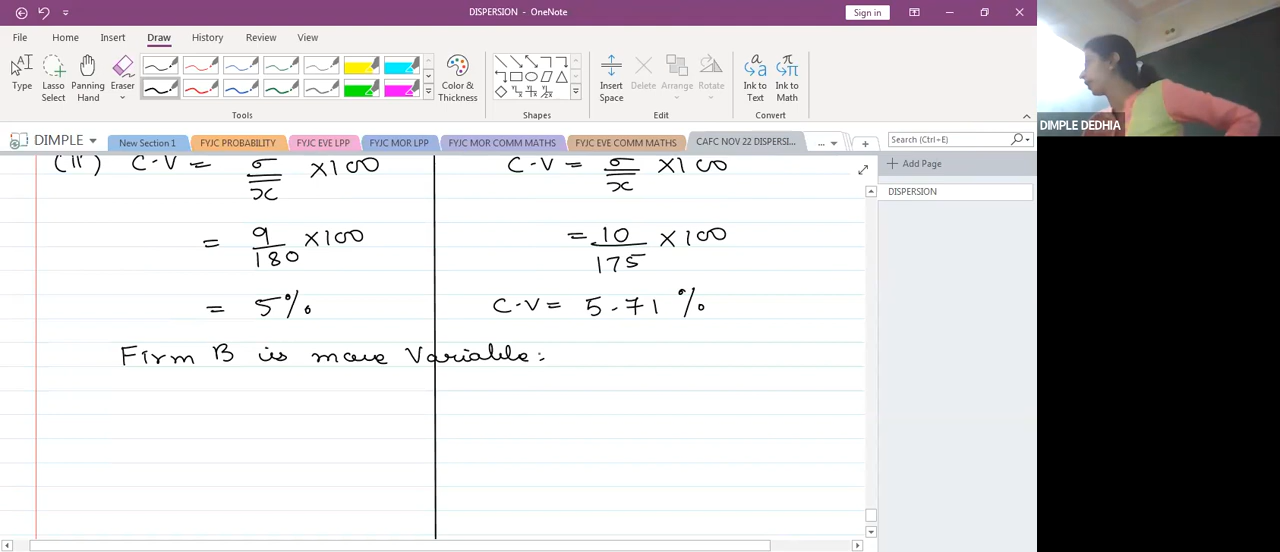 DISPERSION - OneNote
Sign in
File Home Insert Draw History Review View
Type
Lasso Select
Panning Hand
Eraser
Color & Thickness
Insert Space
Delete
Arrange
Rotate
Ink to Text
Ink to Math
Tools
Shapes
Edit
Convert
DIMPLE
New Section 1
FYJC PROBABILITY
FYJC EVE LPP
FYJC MOR LPP
FYJC MOR COMM MATHS
FYJC EVE COMM MATHS
CAFC NOV 22 DISPERSI...
...
Search (Ctrl+E)
Add Page
DISPERSION
DIMPLE DEDHIA
(ii) C.V = σ/x̄ ×100
= 9/180 ×100
= 5%
C.V = σ/x̄ ×100
= 10/175 ×100
C.V = 5.71 %
Firm B is more Variable.